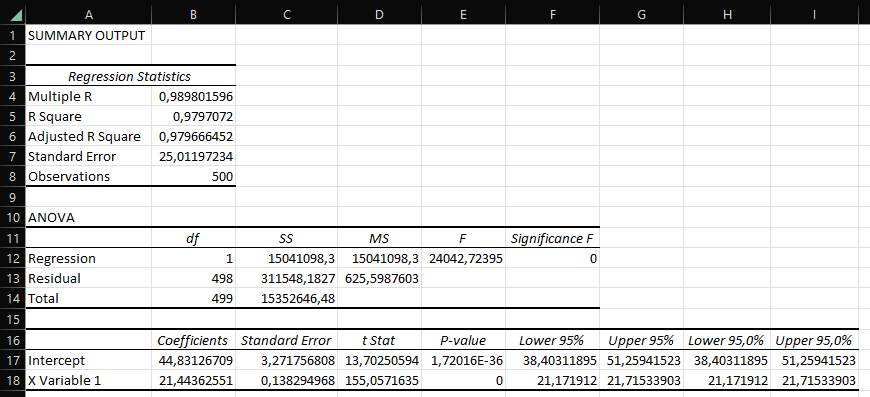 A B C D E F G H I
1 SUMMARY OUTPUT
2
3 Regression Statistics
4 Multiple R 0,989801596
5 R Square 0,9797072
6 Adjusted R Square 0,979666452
7 Standard Error 25,01197234
8 Observations 500
9
10 ANOVA
11 df SS MS F Significance F
12 Regression 1 15041098,3 15041098,3 24042,72395 0
13 Residual 498 311548,1827 625,5987603
14 Total 499 15352646,48
15
16 Coefficients Standard Error t Stat P-value Lower 95% Upper 95% Lower 95,0% Upper 95,0%
17 Intercept 44,83126709 3,271756808 13,70250594 1,72016E-36 38,40311895 51,25941523 38,40311895 51,25941523
18 X Variable 1 21,44362551 0,138294968 155,0571635 0 21,171912 21,71533903 21,171912 21,71533903